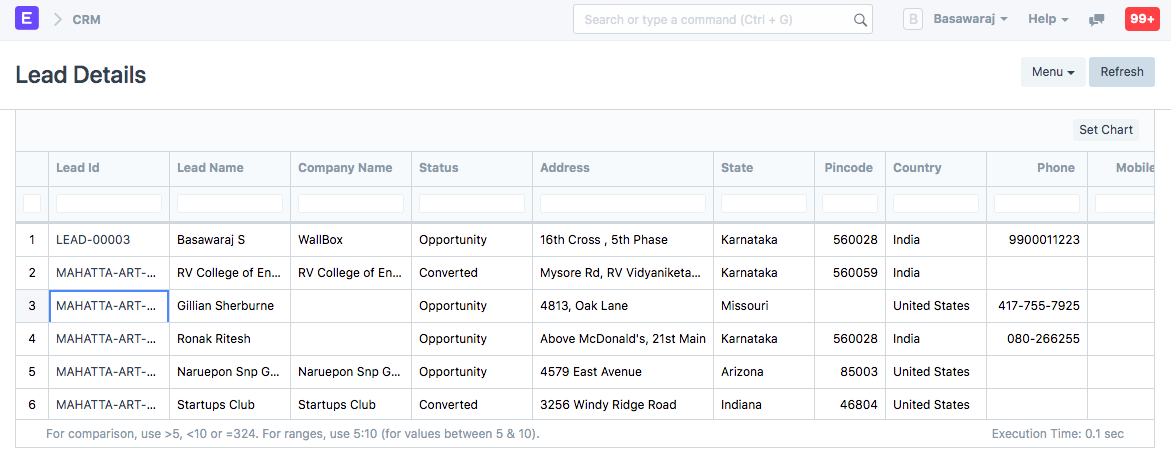 E CRM Search or type a command (Ctrl + G) B Basawaraj Help 99+
Lead Details Menu Refresh
Set Chart
Lead Id Lead Name Company Name Status Address State Pincode Country Phone Mobile
1 LEAD-00003 Basawaraj S WallBox Opportunity 16th Cross , 5th Phase Karnataka 560028 India 9900011223
2 MAHATTA-ART-... RV College of En... RV College of En... Converted Mysore Rd, RV Vidyaniketa... Karnataka 560059 India
3 MAHATTA-ART-... Gillian Sherburne Opportunity 4813, Oak Lane Missouri United States 417-755-7925
4 MAHATTA-ART-... Ronak Ritesh Opportunity Above McDonald's, 21st Main Karnataka 560028 India 080-266255
5 MAHATTA-ART-... Naruepon Snp G... Naruepon Snp G... Opportunity 4579 East Avenue Arizona 85003 United States
6 MAHATTA-ART-... Startups Club Startups Club Converted 3256 Windy Ridge Road Indiana 46804 United States
For comparison, use >5, <10 or =324. For ranges, use 5:10 (for values between 5 & 10). Execution Time: 0.1 sec